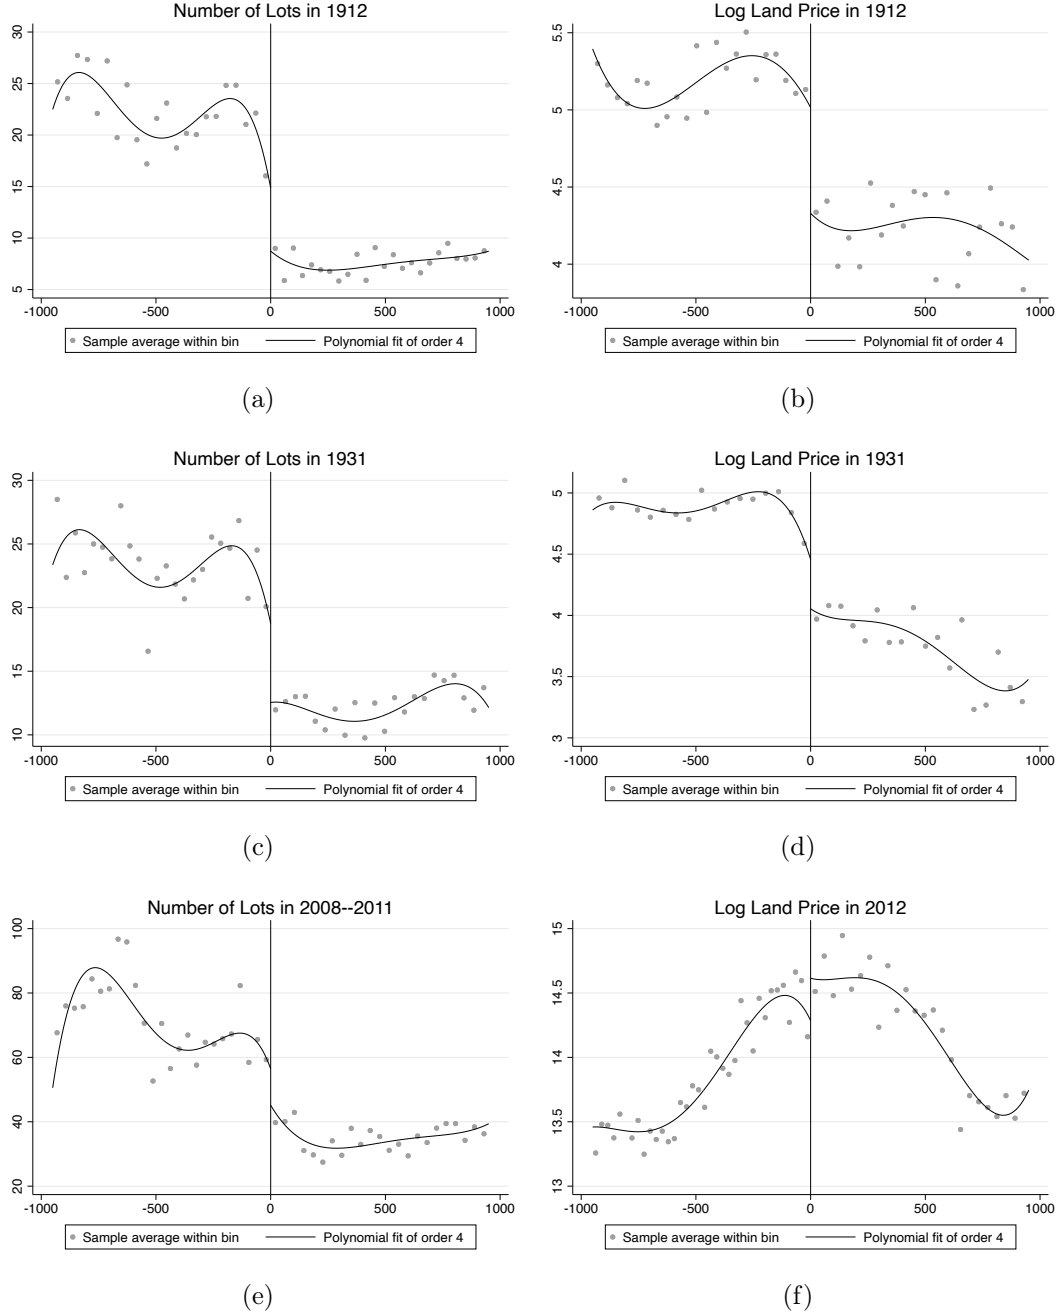 Number of Lots in 1912
30
25
20
15
10
5
-1000 -500 0 500 1000
Sample average within bin Polynomial fit of order 4
(a)
Log Land Price in 1912
5.5
5
4.5
4
-1000 -500 0 500 1000
Sample average within bin Polynomial fit of order 4
(b)
Number of Lots in 1931
30
25
20
15
10
-1000 -500 0 500 1000
Sample average within bin Polynomial fit of order 4
(c)
Log Land Price in 1931
5
4.5
4
3.5
3
-1000 -500 0 500 1000
Sample average within bin Polynomial fit of order 4
(d)
Number of Lots in 2008--2011
100
80
60
40
20
-1000 -500 0 500 1000
Sample average within bin Polynomial fit of order 4
(e)
Log Land Price in 2012
15
14.5
14
13.5
13
-1000 -500 0 500 1000
Sample average within bin Polynomial fit of order 4
(f)